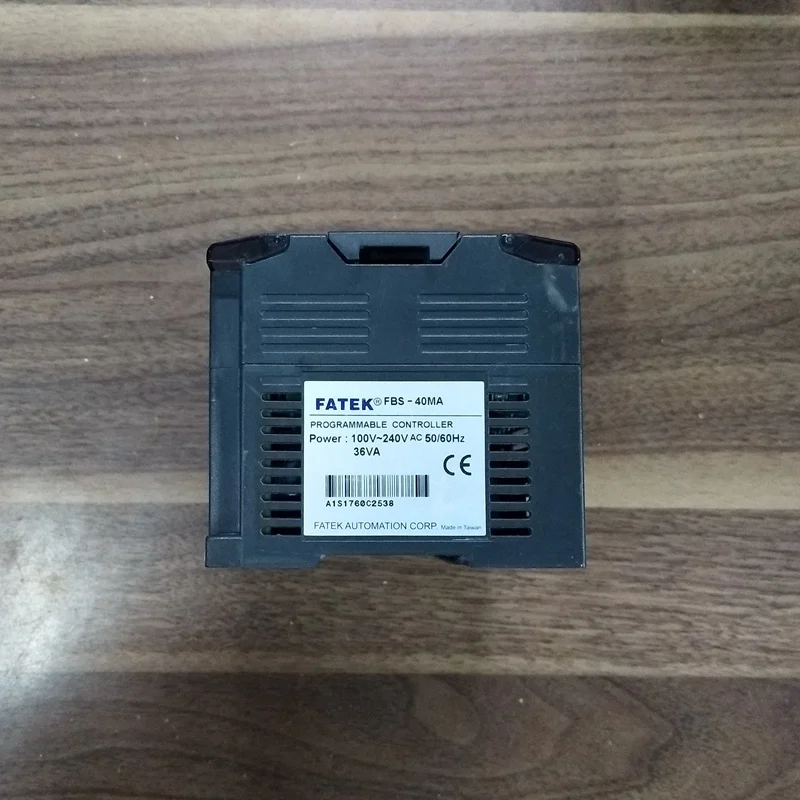 FATEK® FBS-40MA
PROGRAMMABLE CONTROLLER
Power : 100V~240V AC 50/60Hz
36VA
CE
A1S1760C2538
FATEK AUTOMATION CORP. Made in Taiwan